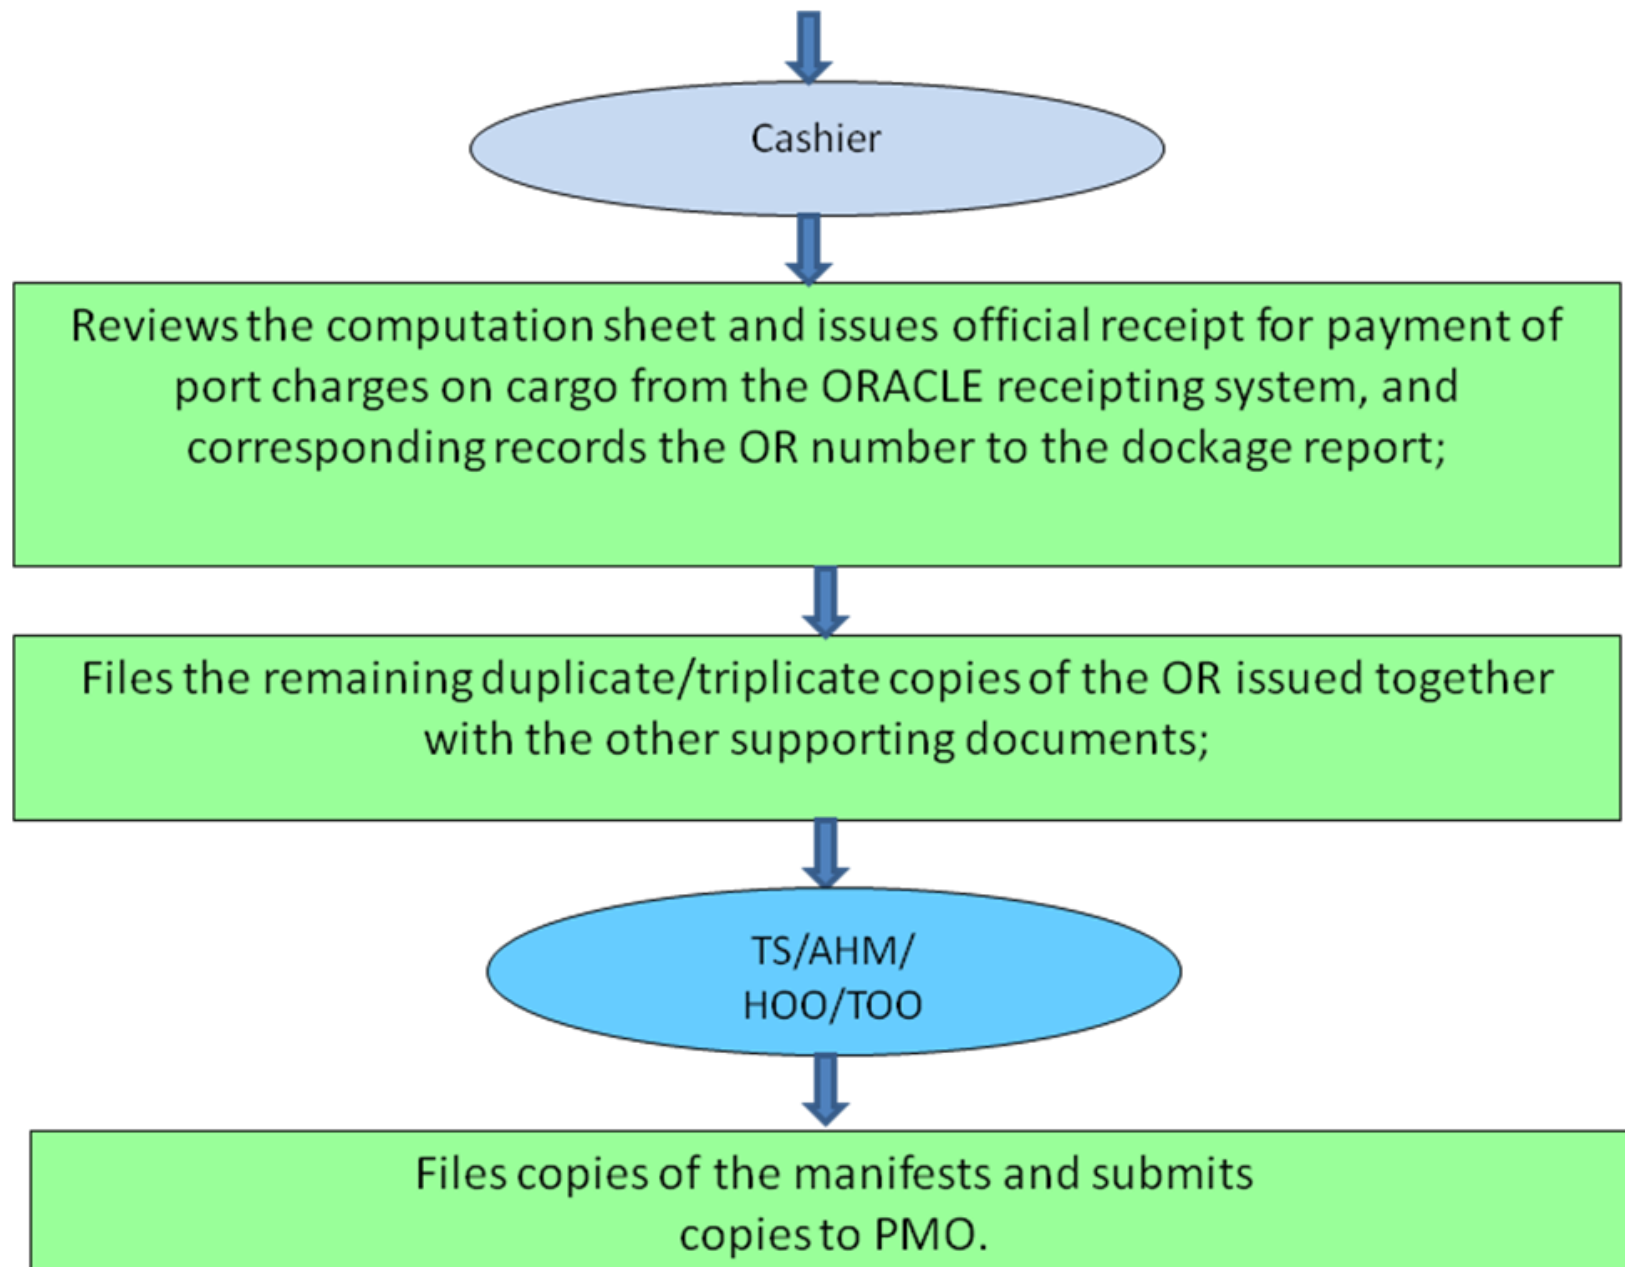 Cashier
Reviews the computation sheet and issues official receipt for payment of
port charges on cargo from the ORACLE receipting system, and
corresponding records the OR number to the dockage report;
Files the remaining duplicate/triplicate copies of the OR issued together
with the other supporting documents;
TS/AHM/
HOO/TOO
Files copies of the manifests and submits
copies to PMO.